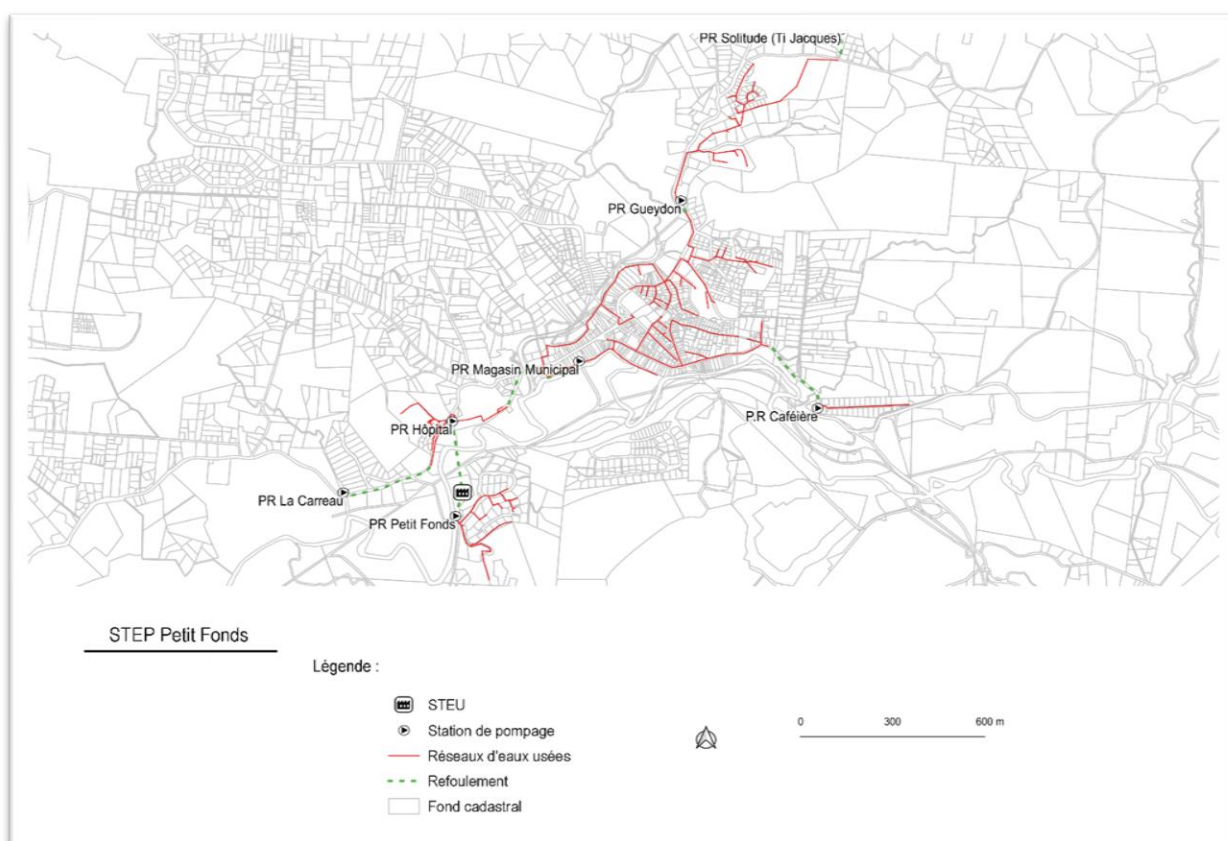 PR Solitude (Ti Jacques)
PR Gueydon
PR Magasin Municipal
P.R Caféière
PR Hôpital
PR La Carreau
PR Petit Fonds
STEP Petit Fonds
Légende :
STEU
Station de pompage
Réseaux d'eaux usées
Refoulement
Fond cadastral
0 300 600 m